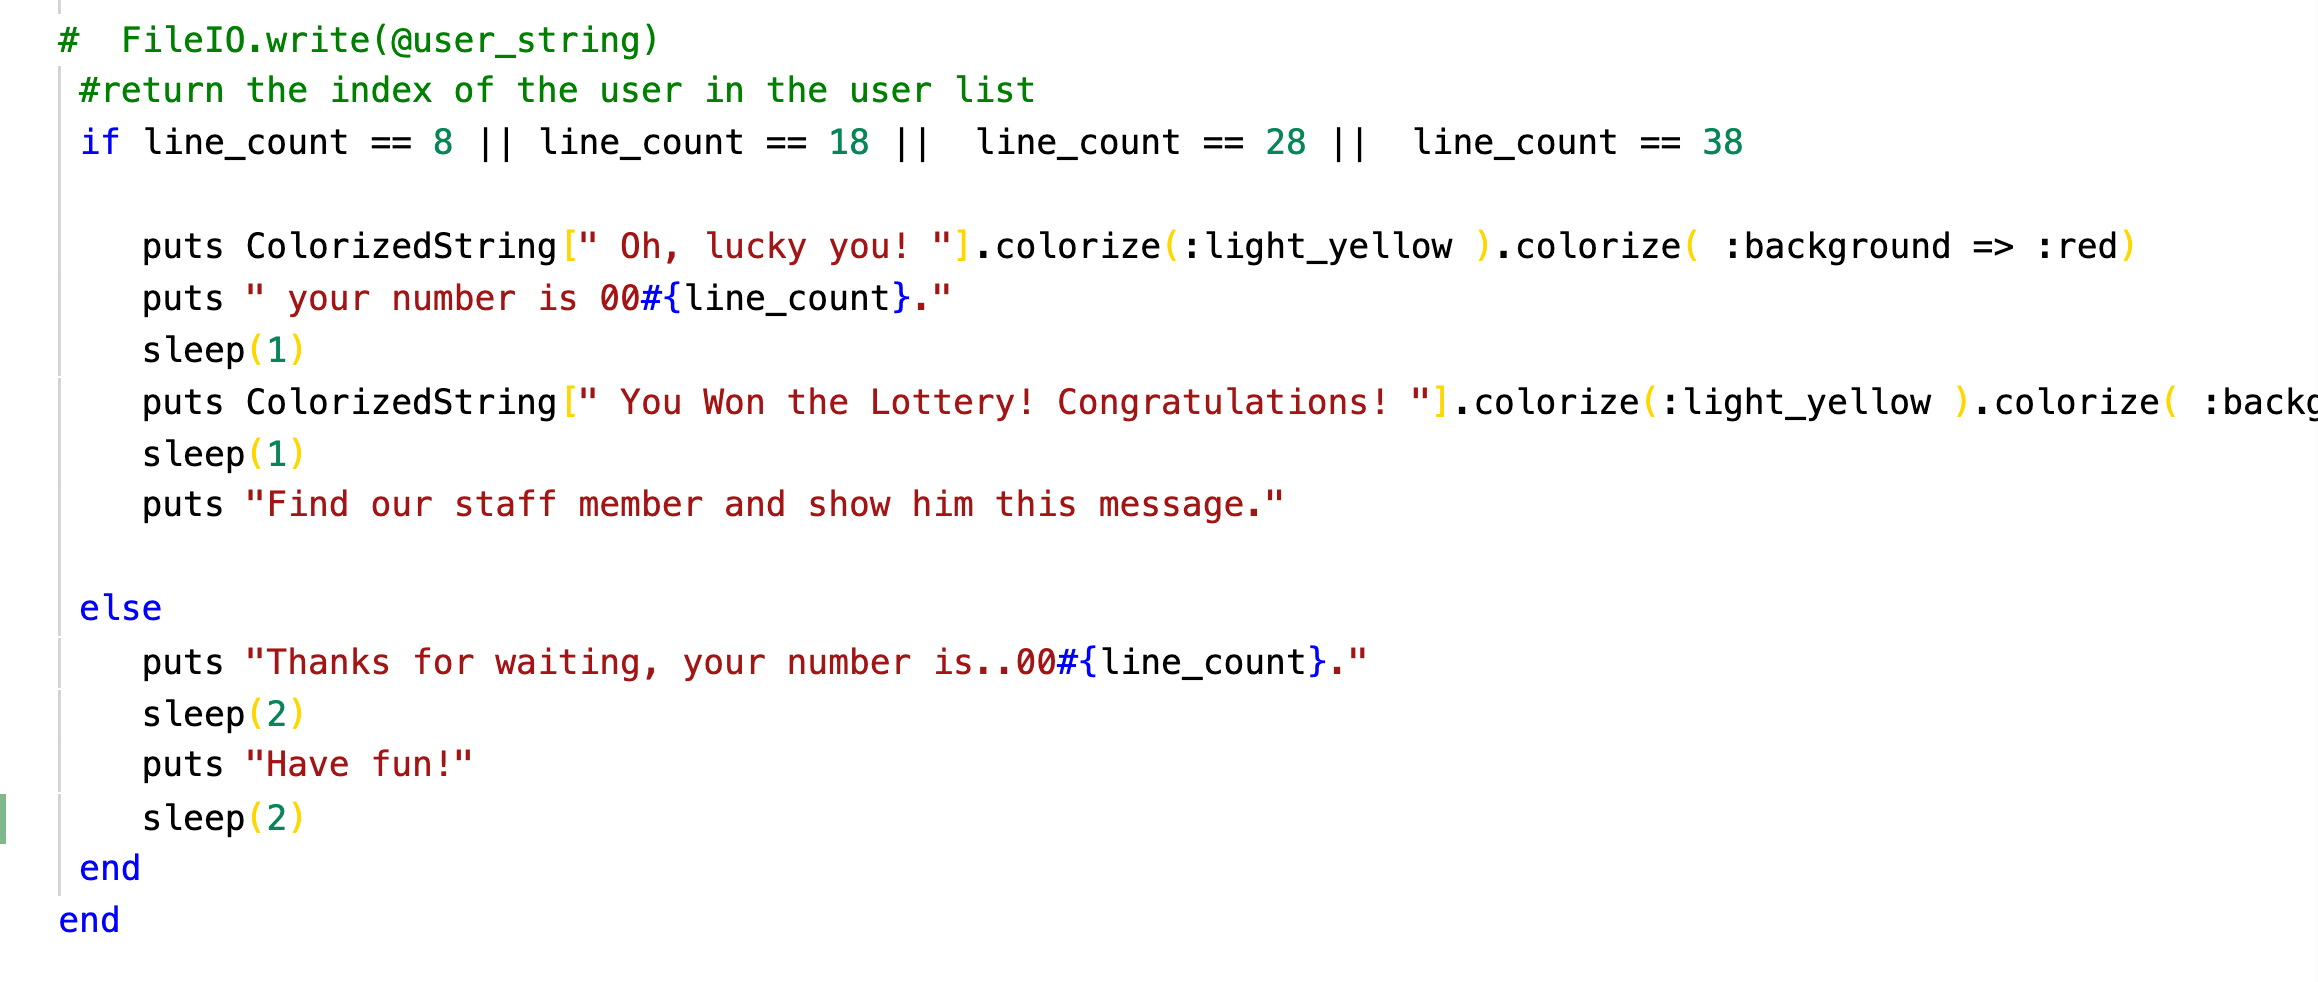 #  FileIO.write(@user_string)
#return the index of the user in the user list
if line_count == 8 || line_count == 18 ||  line_count == 28 ||  line_count == 38
puts ColorizedString[" Oh, lucky you! "].colorize(:light_yellow ).colorize( :background => :red)
puts " your number is 00#{line_count}."
sleep(1)
puts ColorizedString[" You Won the Lottery! Congratulations! "].colorize(:light_yellow ).colorize( :backg
sleep(1)
puts "Find our staff member and show him this message."
else
puts "Thanks for waiting, your number is..00#{line_count}."
sleep(2)
puts "Have fun!"
sleep(2)
end
end